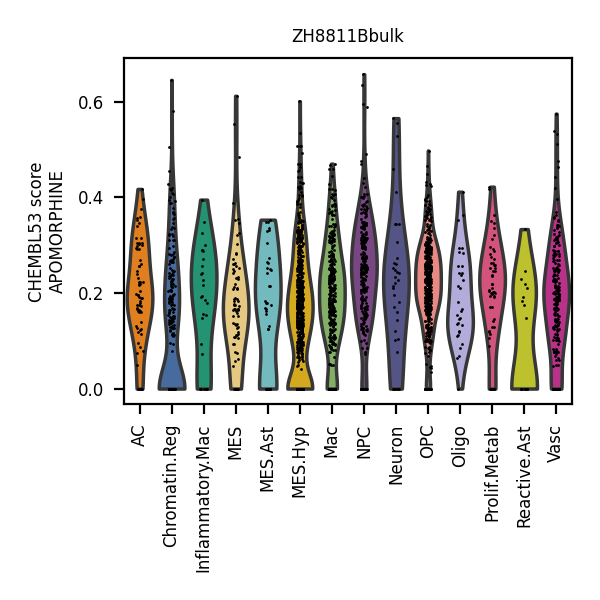 ZH8811Bbulk
CHEMBL53 score
APOMORPHINE
0.6
0.4
0.2
0.0
AC
Chromatin.Reg
Inflammatory.Mac
MES
MES.Ast
MES.Hyp
Mac
NPC
Neuron
OPC
Oligo
Prolif.Metab
Reactive.Ast
Vasc